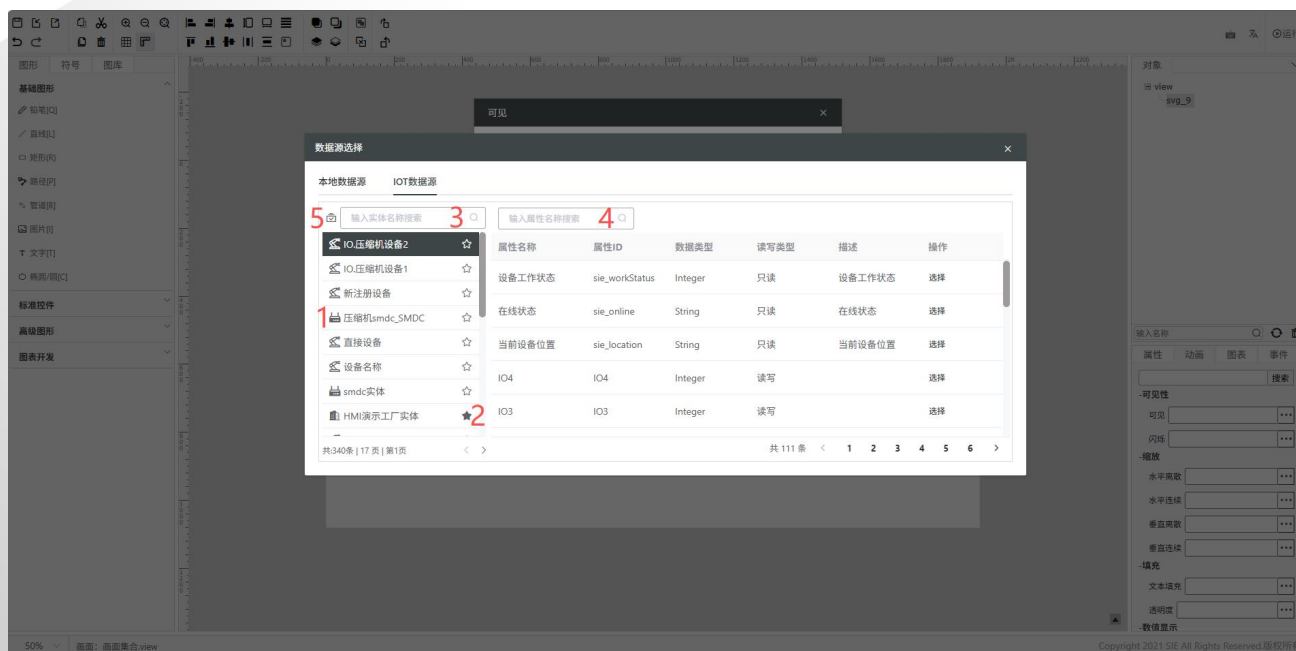 运行
图形 符号 图库
对象
基础图形
铅笔[Q]
直线[L]
矩形(R)
路径[P]
管道[B]
图片[I]
文字[T]
椭圆/圆[C]
标准控件
高级图形
图表开发
view
svg_9
可见 ×
数据源选择 ×
本地数据源 IOT数据源
5 输入实体名称搜索 3 输入属性名称搜索 4
IO.压缩机设备2
IO.压缩机设备1
新注册设备
1 压缩机smdc_SMDC
直接设备
设备名称
smdc实体
HMI演示工厂实体 2
共:340条 | 17 页 | 第1页 < >
属性名称 属性ID 数据类型 读写类型 描述 操作
设备工作状态 sie_workStatus Integer 只读 设备工作状态 选择
在线状态 sie_online String 只读 在线状态 选择
当前设备位置 sie_location String 只读 当前设备位置 选择
IO4 IO4 Integer 读写 选择
IO3 IO3 Integer 读写 选择
共 111 条 < 1 2 3 4 5 6 >
输入名称
属性 动画 图表 事件
搜索
-可见性
可见 •••
闪烁 •••
-缩放
水平离散 •••
水平连续 •••
垂直离散 •••
垂直连续 •••
-填充
文本填充 •••
透明度 •••
-数值显示
50% 画面：画面集合.view
Copyright 2021 SIE All Rights Reserved.版权所有